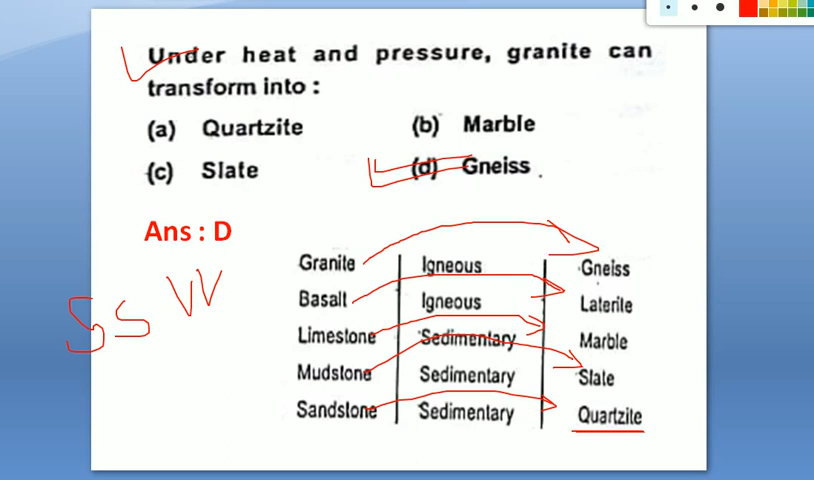 Under heat and pressure, granite can
transform into :
(a) Quartzite (b) Marble
(c) Slate (d) Gneiss
Ans : D
Granite Igneous Gneiss
Basalt Igneous Laterile
Limestone Sedimentary Marble
Mudstone Sedimentary Slate
Sandstone Sedimentary Quartzite